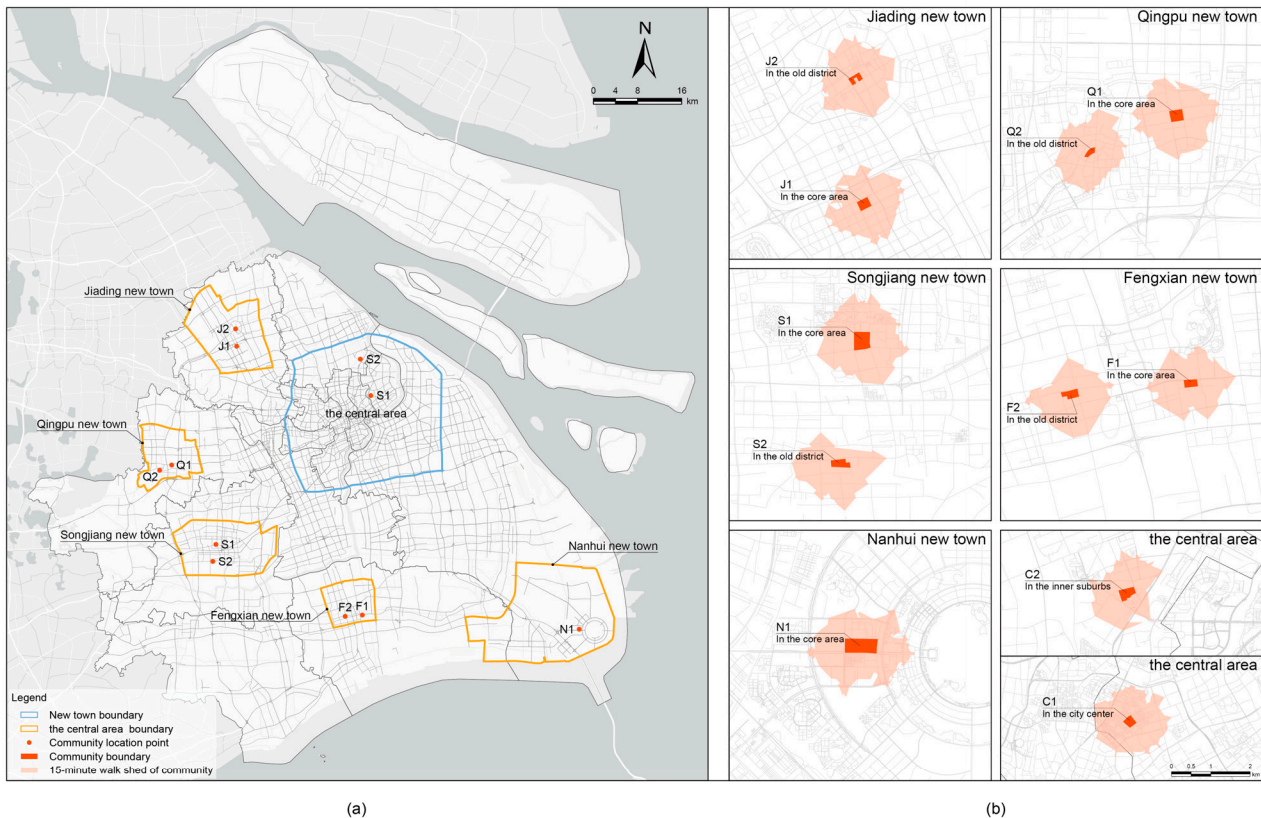 N
0 4 8 16
km
Jiading new town
J2
J1
S2
S1
the central area
Qingpu new town
Q1
Q2
Songjiang new town
S1
S2
Nanhui new town
Fengxian new town
F2 F1
N1
Legend
New town boundary
the central area boundary
Community location point
Community boundary
15-minute walk shed of community
(a)
Jiading new town
J2
In the old district
J1
In the core area
Qingpu new town
Q1
In the core area
Q2
In the old district
Songjiang new town
S1
In the core area
S2
In the old district
Fengxian new town
F1
In the core area
F2
In the old district
Nanhui new town
N1
In the core area
the central area
C2
In the inner suburbs
the central area
C1
In the city center
0 0.5 1 2
km
(b)